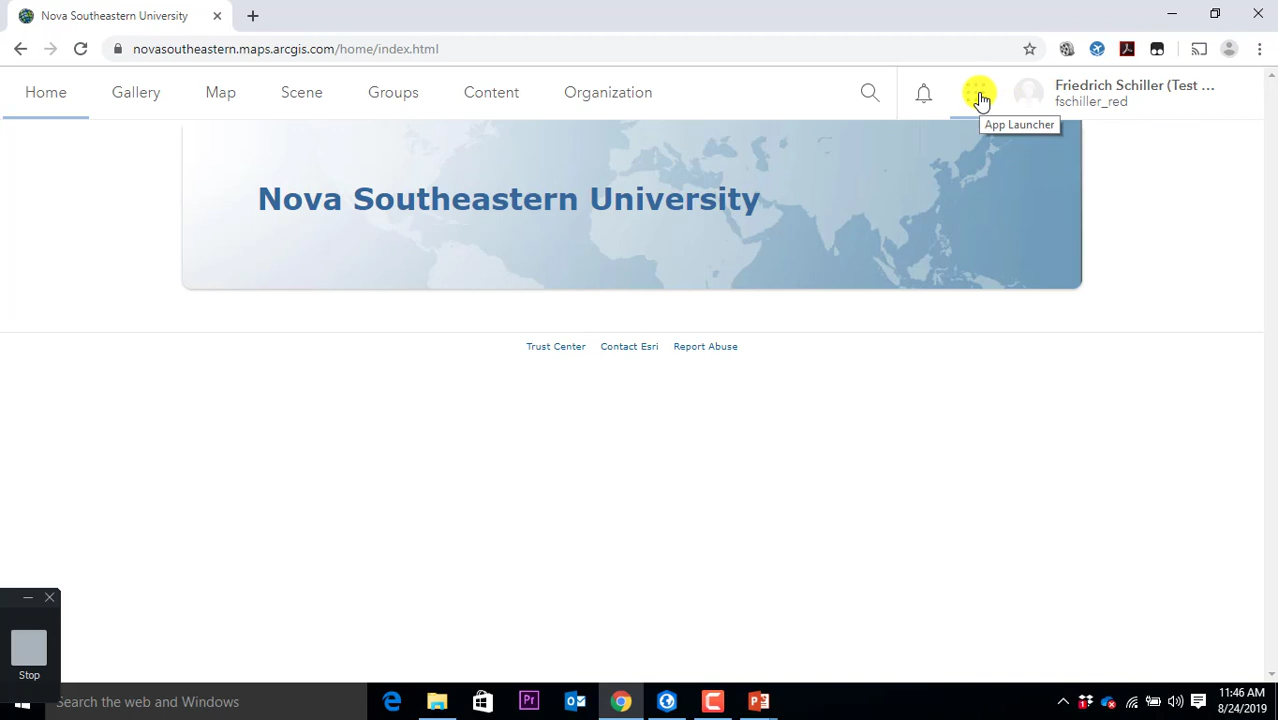 Nova Southeastern University
novasoutheastern.maps.arcgis.com/home/index.html
Home
Gallery
Map
Scene
Groups
Content
Organization
Friedrich Schiller (Test ...
fschiller_red
App Launcher
Nova Southeastern University
Trust Center
Contact Esri
Report Abuse
Stop
Search the web and Windows
Pr
11:46 AM
8/24/2019